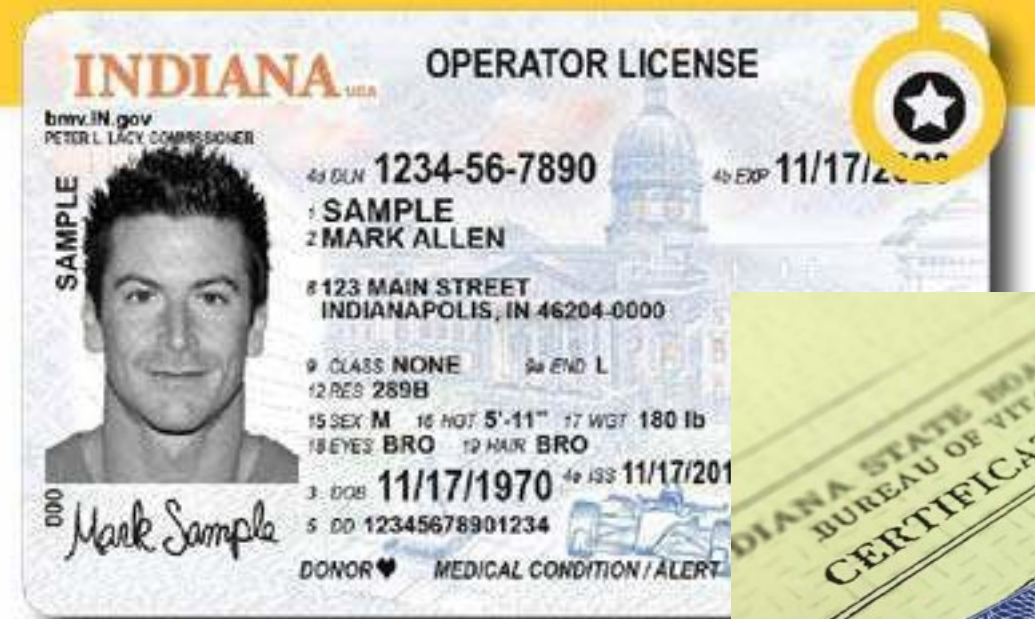 INDIANA USA
OPERATOR LICENSE
bmv.IN.gov
PETER L. LACY, COMMISSIONER
4d DLN 1234-56-7890 4b EXP 11/17/
SAMPLE
1 SAMPLE
2 MARK ALLEN
8 123 MAIN STREET
INDIANAPOLIS, IN 46204-0000
9 CLASS NONE 9a END L
12 RES 289B
15 SEX M 16 HGT 5'-11" 17 WGT 180 lb
18 EYES BRO 19 HAIR BRO
3 DOB 11/17/1970 4a ISS 11/17/201
5 DD 12345678901234
000
Mark Sample
DONOR MEDICAL CONDITION / ALERT
DIANA STATE BOA
BUREAU OF VIT
CERTIFICA